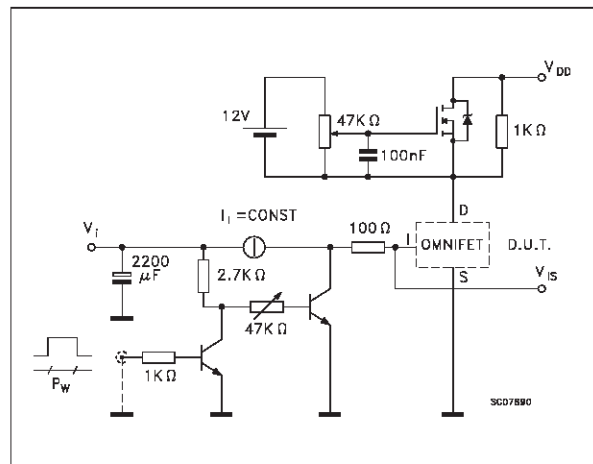 V_DD
12V
47KΩ
1KΩ
100nF
D
I_i =CONST
100Ω
I
OMNIFET
D.U.T.
V_i
2200
µF
2.7KΩ
S
V_IS
47KΩ
1KΩ
P_W
SC07890